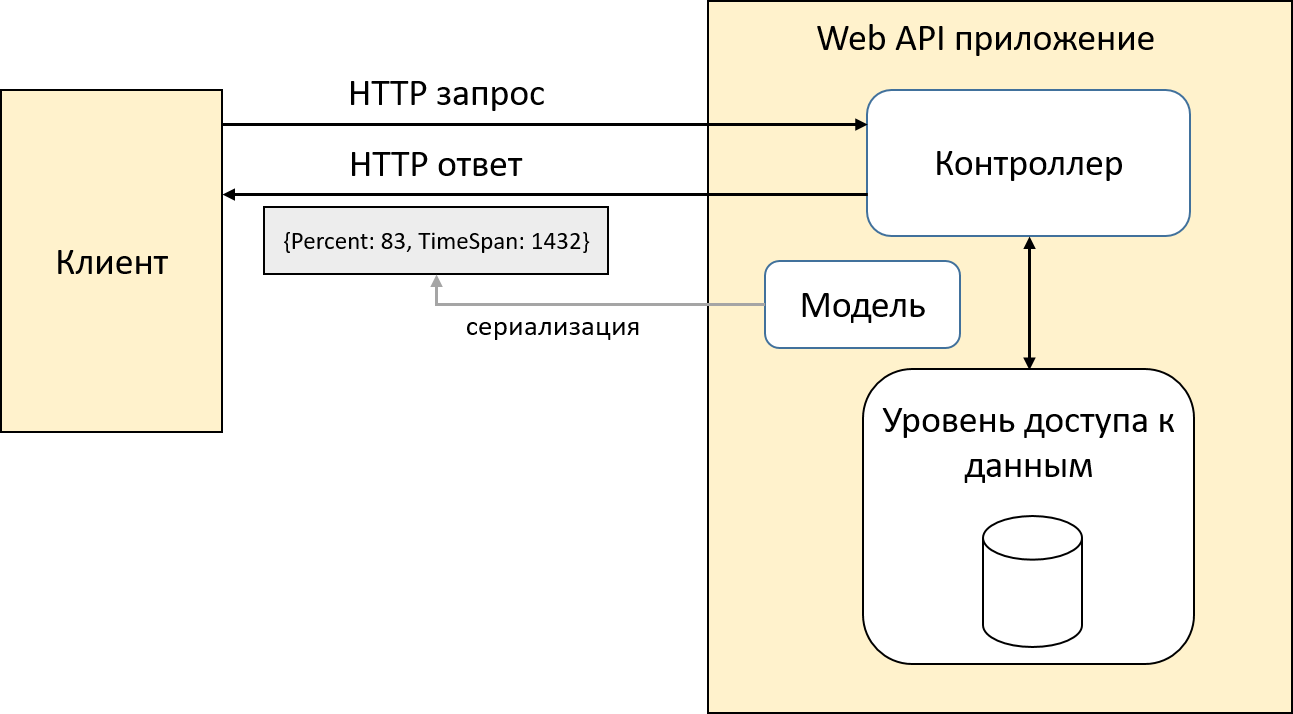 Web API приложение
HTTP запрос
HTTP ответ
Контроллер
{Percent: 83, TimeSpan: 1432}
Клиент
Модель
сериализация
Уровень доступа к
данным